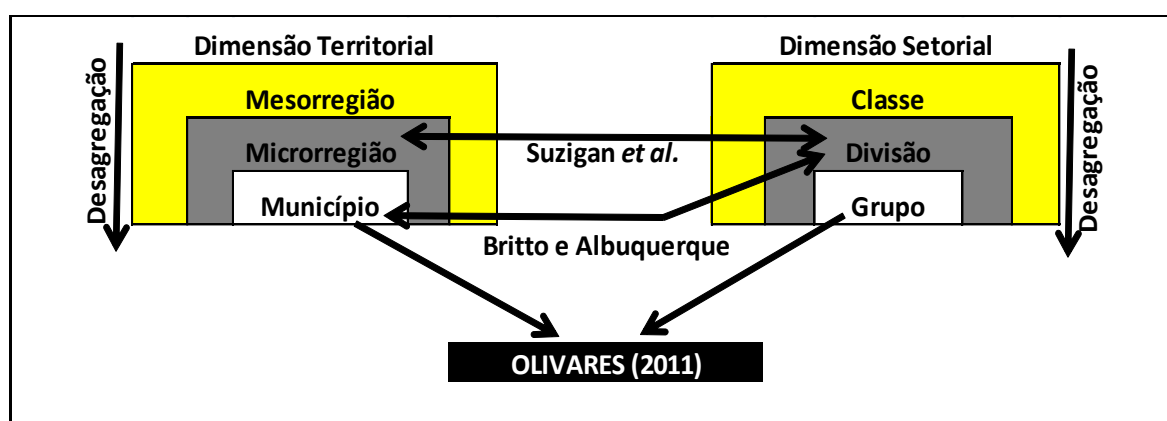 Dimensão Territorial
Dimensão Setorial
Desagregação
Desagregação
Mesorregião
Classe
Microrregião
Suzigan et al.
Divisão
Município
Grupo
Britto e Albuquerque
OLIVARES (2011)